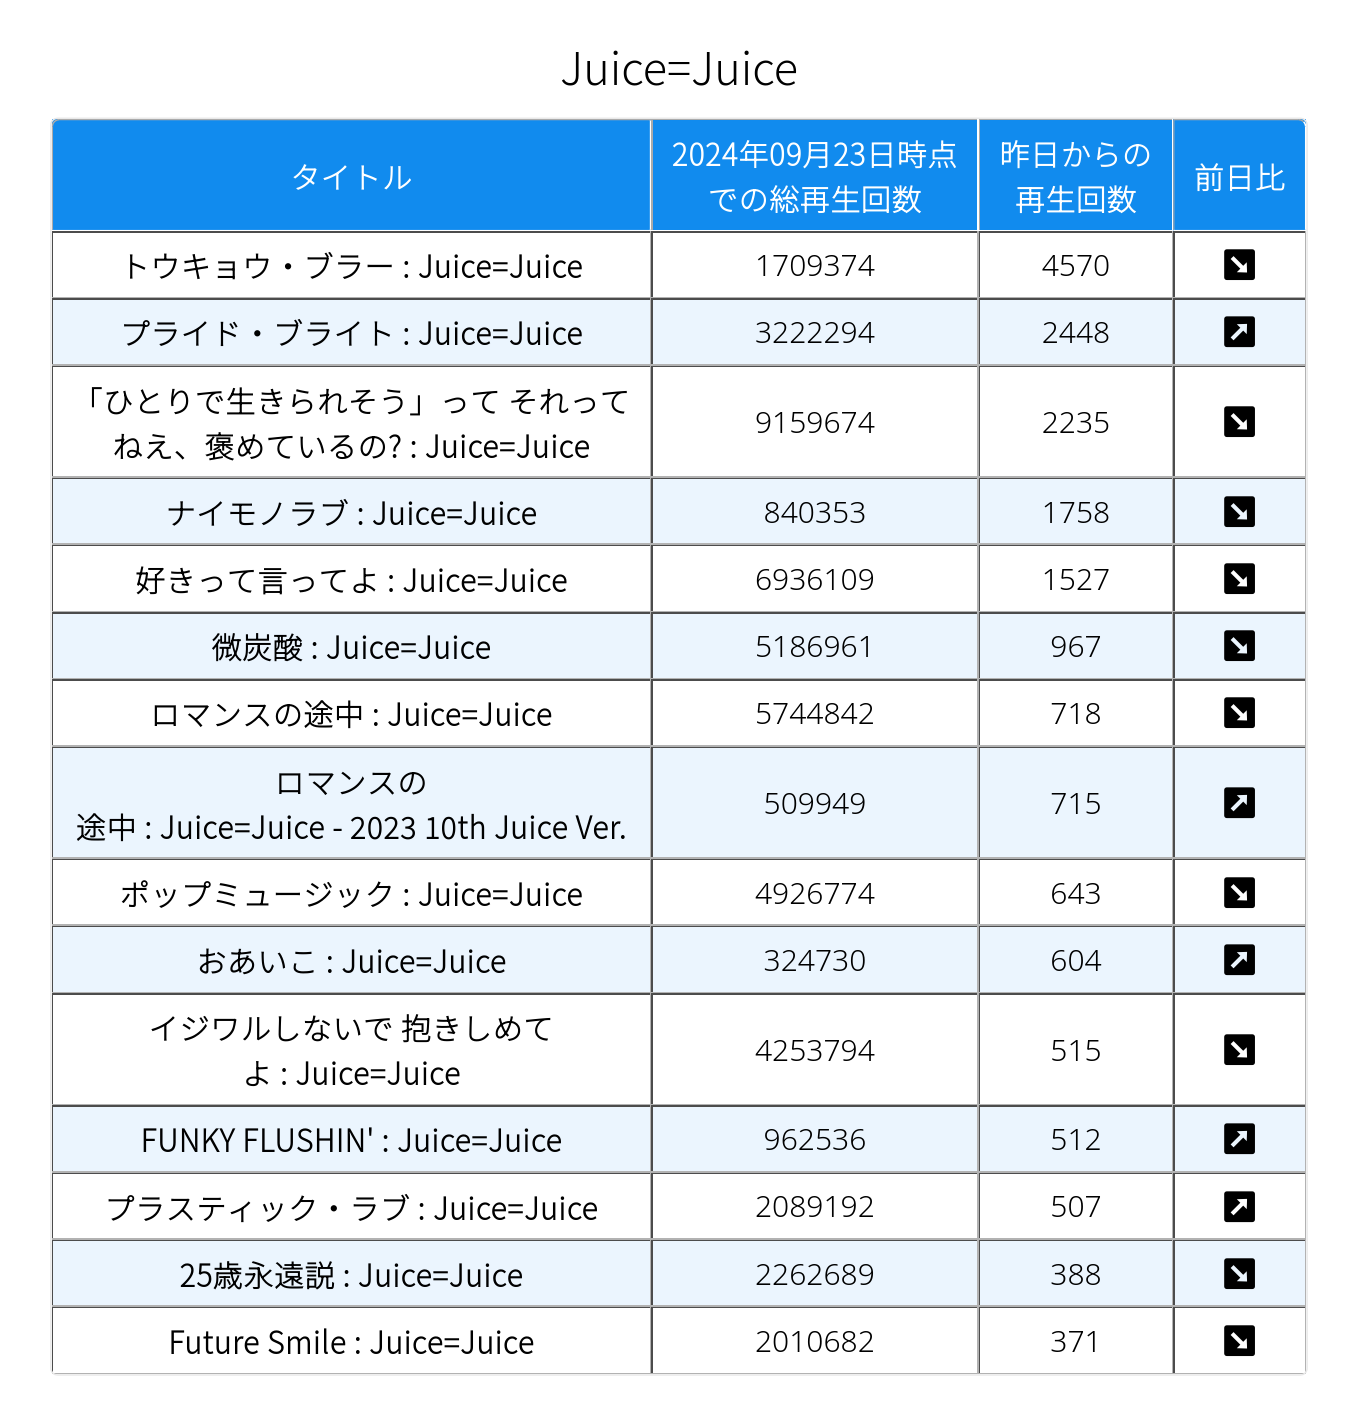 Juice=Juice
タイトル
2024年09月23日時点
での総再生回数
昨日からの
再生回数
前日比
トウキョウ・ブラー : Juice=Juice
1709374
4570
プライド・ブライト : Juice=Juice
3222294
2448
「ひとりで生きられそう」って それって
ねえ、褒めているの? : Juice=Juice
9159674
2235
ナイモノラブ : Juice=Juice
840353
1758
好きって言ってよ : Juice=Juice
6936109
1527
微炭酸 : Juice=Juice
5186961
967
ロマンスの途中 : Juice=Juice
5744842
718
ロマンスの
途中 : Juice=Juice - 2023 10th Juice Ver.
509949
715
ポップミュージック : Juice=Juice
4926774
643
おあいこ : Juice=Juice
324730
604
イジワルしないで 抱きしめて
よ : Juice=Juice
4253794
515
FUNKY FLUSHIN' : Juice=Juice
962536
512
プラスティック・ラブ : Juice=Juice
2089192
507
25歳永遠説 : Juice=Juice
2262689
388
Future Smile : Juice=Juice
2010682
371